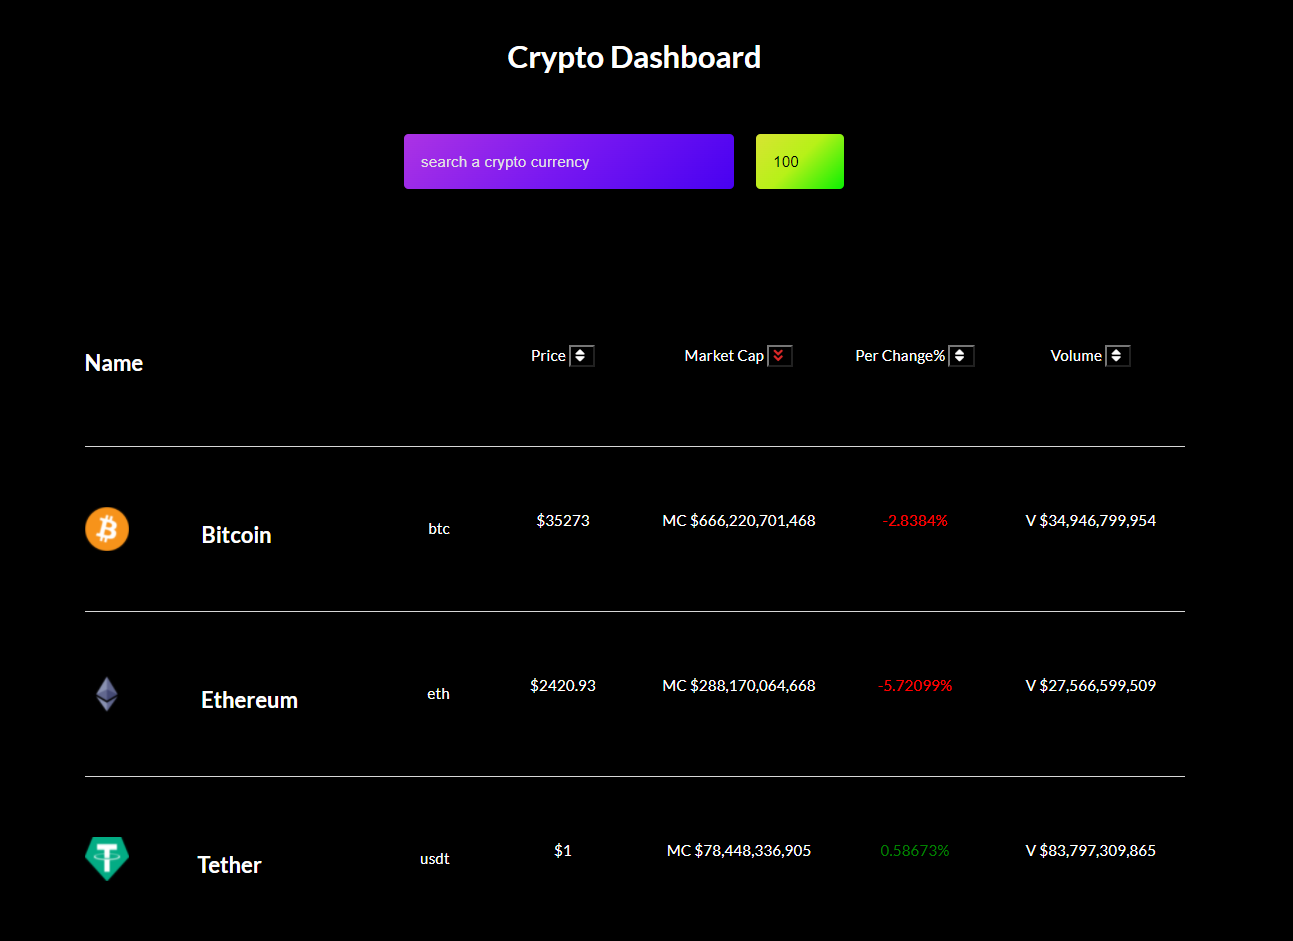 Crypto Dashboard
search a crypto currency 100
Name Price Market Cap Per Change% Volume
Bitcoin btc $35273 MC $666,220,701,468 -2.8384% V $34,946,799,954
Ethereum eth $2420.93 MC $288,170,064,668 -5.72099% V $27,566,599,509
Tether usdt $1 MC $78,448,336,905 0.58673% V $83,797,309,865